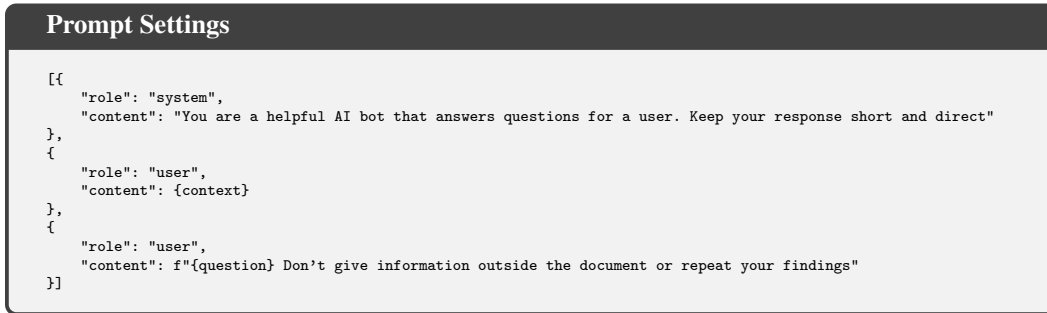 Prompt Settings
[{
    "role": "system",
    "content": "You are a helpful AI bot that answers questions for a user. Keep your response short and direct"
},
{
    "role": "user",
    "content": {context}
},
{
    "role": "user",
    "content": f"{question} Don't give information outside the document or repeat your findings"
}]